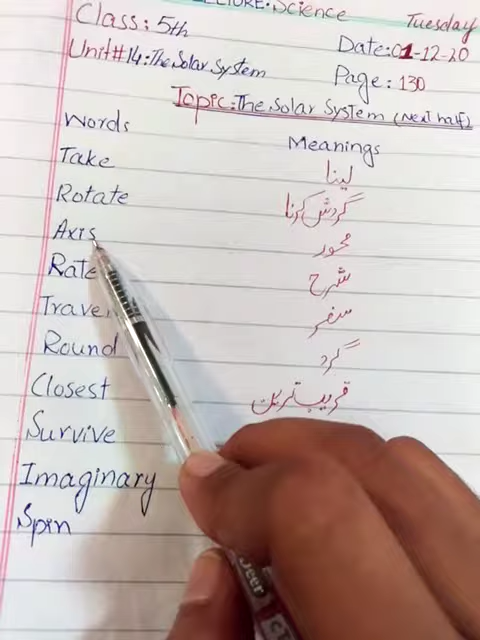 LECTURE: Science
Class: 5th Tuesday
Unit#14: The Solar System Date: 01-12-20
Page: 130
Topic: The Solar System (Next half)
Words Meanings
Take لینا
Rotate گردش کرنا
Axis محور
Rate شرح
Travel سفر
Round گرد
Closest قریب ترین
Survive
Imaginary
Spin
Deer